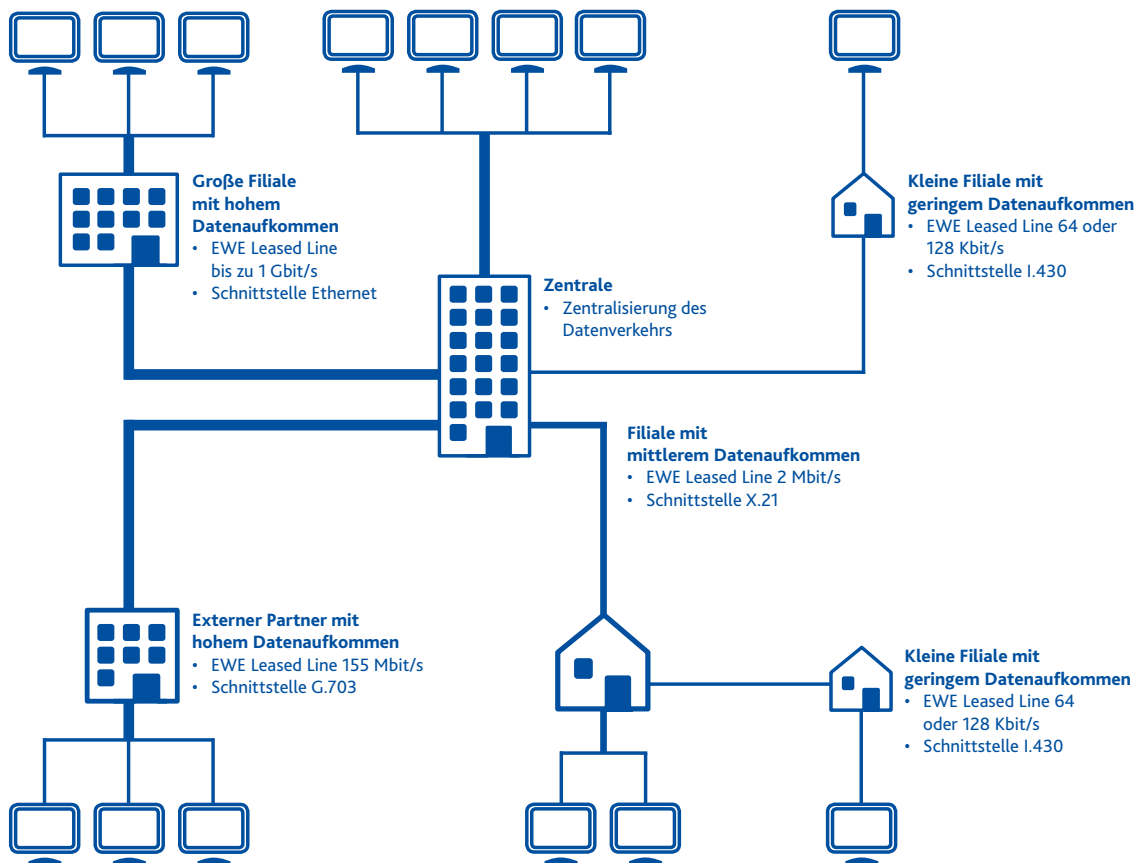 Große Filiale
mit hohem
Datenaufkommen
• EWE Leased Line
bis zu 1 Gbit/s
• Schnittstelle Ethernet
Zentrale
• Zentralisierung des
Datenverkehrs
Kleine Filiale mit
geringem Datenaufkommen
• EWE Leased Line 64 oder
128 Kbit/s
• Schnittstelle I.430
Filiale mit
mittlerem Datenaufkommen
• EWE Leased Line 2 Mbit/s
• Schnittstelle X.21
Externer Partner mit
hohem Datenaufkommen
• EWE Leased Line 155 Mbit/s
• Schnittstelle G.703
Kleine Filiale mit
geringem Datenaufkommen
• EWE Leased Line 64
oder 128 Kbit/s
• Schnittstelle I.430